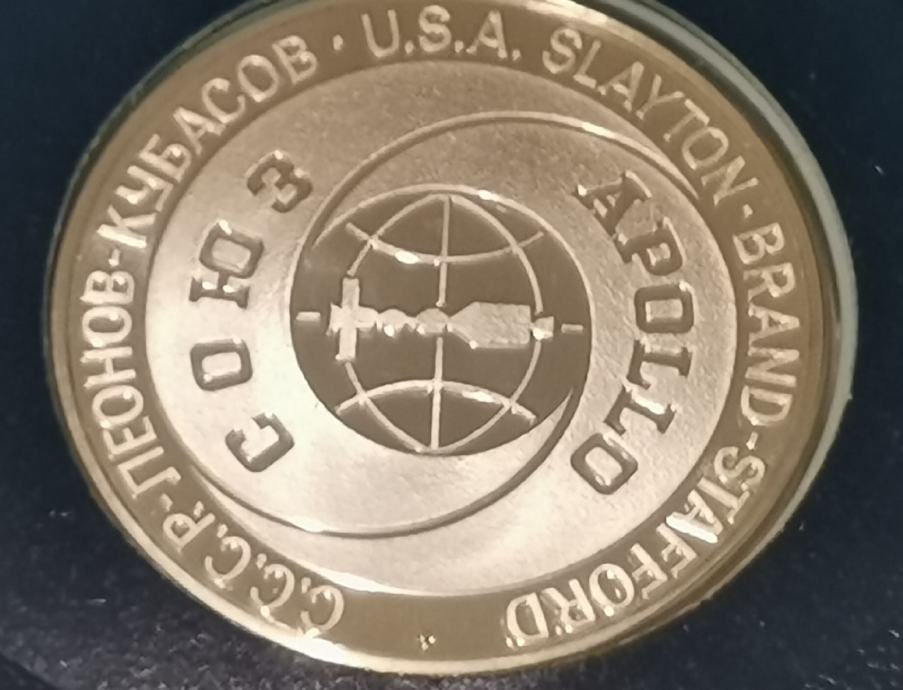 С.С.С.Р.·ЛЕОНОВ·КУБАСОВ·U.S.A. SLAYTON·BRAND·STAFFORD
СОЮЗ
APOLLO